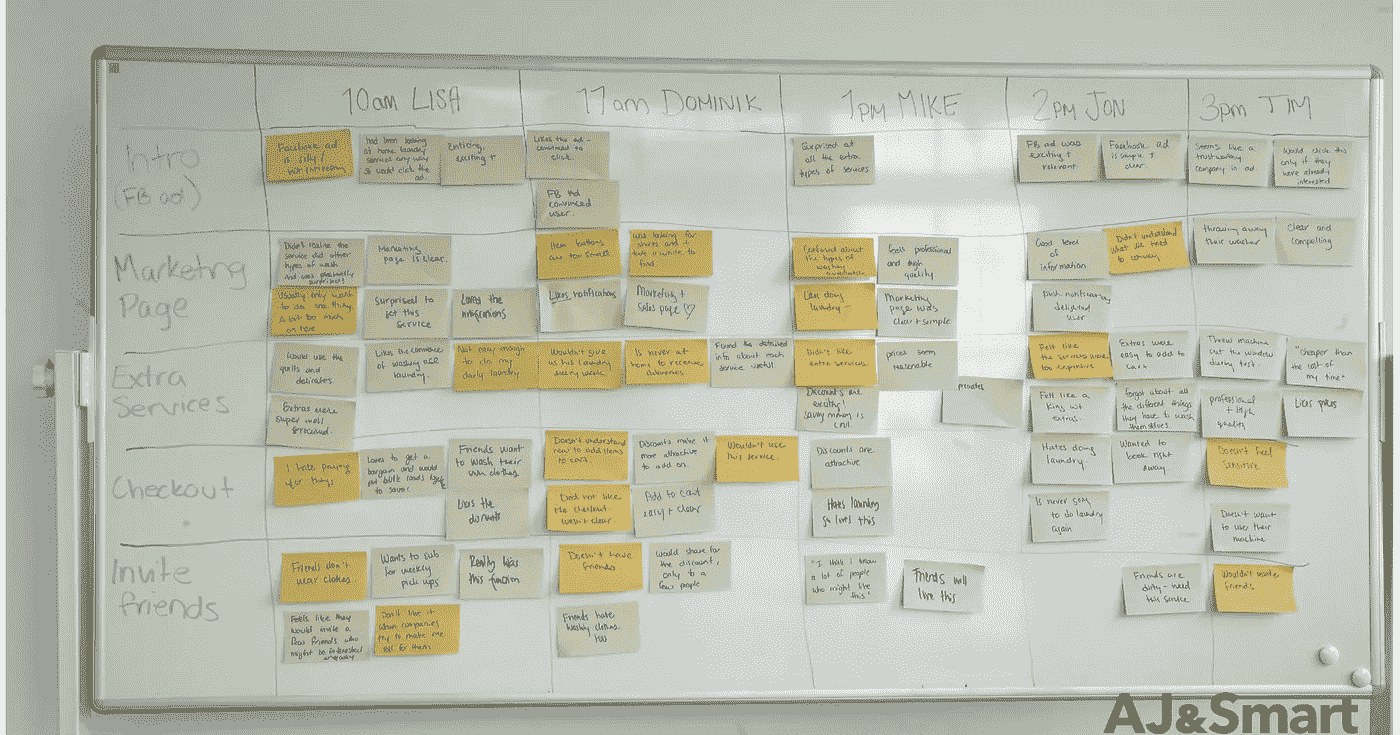 10am LISA
11am DOMINIK
1pm MIKE
2pm JON
3pm TIM
Intro
(FB ad)
Facebook ad
is silly /
not interesting
had been looking
at home laundry
services any way
so would click the
ad.
Enticing,
exciting +
Likes the ad -
convinced to
click.
FB Ad
convinced
user.
Surprised at
all the extra
types of services
FB ad was
exciting +
relevant
Facebook ad
is simple +
clear.
Seems like a
trustworthy
company in ad.
Would click this
only if they
were already
interested
Marketing
Page
Didn't realise the
service did other
types of wash
and was pleasantly
surprised!
Marketing
page is clear.
Usually only want
to do one thing
A bit too much
on here
Surprised to
get this
service
Loved the
notifications
Item buttons
are too small.
Was looking for
shirts and it
took a while to
find.
Likes notifications
Marketing +
sales page ♡
Confused about
the types of
washing
available
feels professional
and high
quality
Likes doing
laundry
Marketing
page was
clear + simple
Good level
of
information
Didn't understand
what we tried
to convey
Push notification
delighted
user
throwing away
their washer
Clear and
compelling
Extra
Services
Would use the
quilts and
delicates.
Likes the convenience
of washing all
laundry.
Not easy enough
to do my
daily laundry
Extras were
super well
received.
Wouldn't give
us his laundry
every week.
Is never at
home to receive
deliveries
Found the detailed
info about each
service useful
Didn't like
extra services.
prices seem
reasonable
Discounts are
exciting!
saving money is
cool
Felt like
the services were
too expensive
Extras were
easy to add to
cart
Felt like a
king w/
extras.
forgot about all
the different things
they have to wash
themselves.
Threw machine
out the window
during test.
"cheaper than
the cost of
my time"
professional
+ high
quality
Likes prices
Checkout
I hate paying
for things
Loves to get a
bargain and would
put bulk loads
to save!
Friends want
to wash their
own clothes.
Likes the
discounts
Doesn't understand
how to add items
to cart.
Discounts make it
more attractive
to add on.
Wouldn't use
this service.
Did not like
the checkout
wasn't clear.
Add to cart
easy + clear
Discounts are
attractive
Hates laundry
so loves this
Hates doing
laundry
Wanted to
book right
away
Is never going
to do laundry
again
Doesn't feel
sensitive
Doesn't want
to use their
machine
Invite
friends
Friends don't
wear clothes.
Wants to sub
for weekly
pick ups
Really likes
this function
Feels like they
would invite a
few friends who
might be interested
anyway
Don't like it
when companies
try to make me
sell for them
Doesn't have
friends
Would share for
the discount,
only to a
few people
Friends hate
washing clothes
too
"I think I know
a lot of people
who might like
this"
Friends will
love this
Friends are
dirty - need
this service
Wouldn't invite
friends.
AJ&Smart